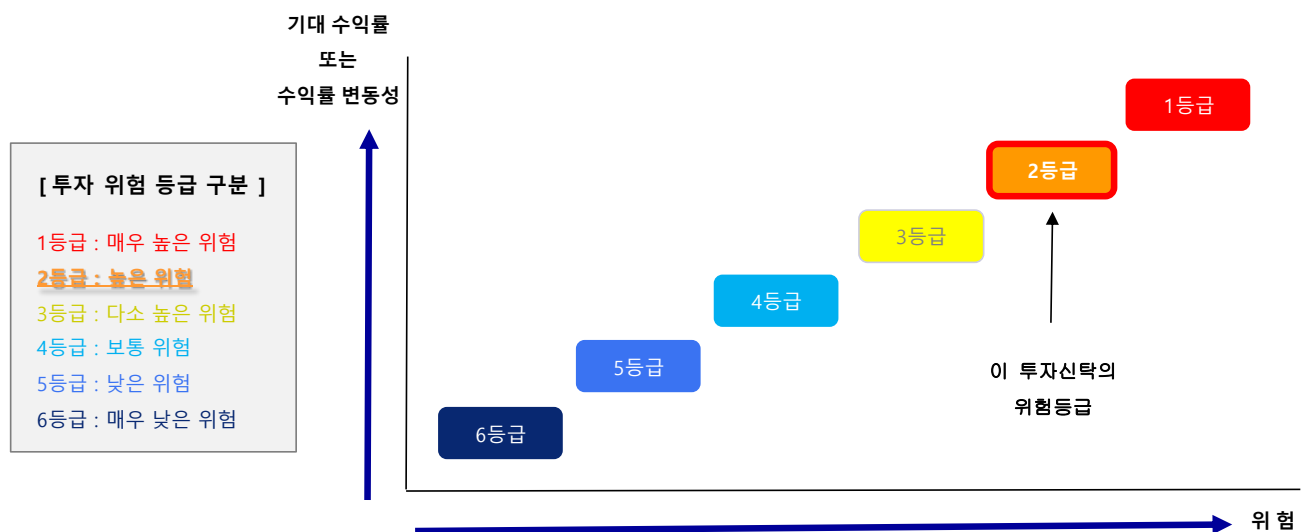 기대 수익률
또는
수익률 변동성
[ 투자 위험 등급 구분 ]
1등급 : 매우 높은 위험
2등급 : 높은 위험
3등급 : 다소 높은 위험
4등급 : 보통 위험
5등급 : 낮은 위험
6등급 : 매우 낮은 위험
1등급
2등급
3등급
4등급
5등급
6등급
이 투자신탁의
위험등급
위 험